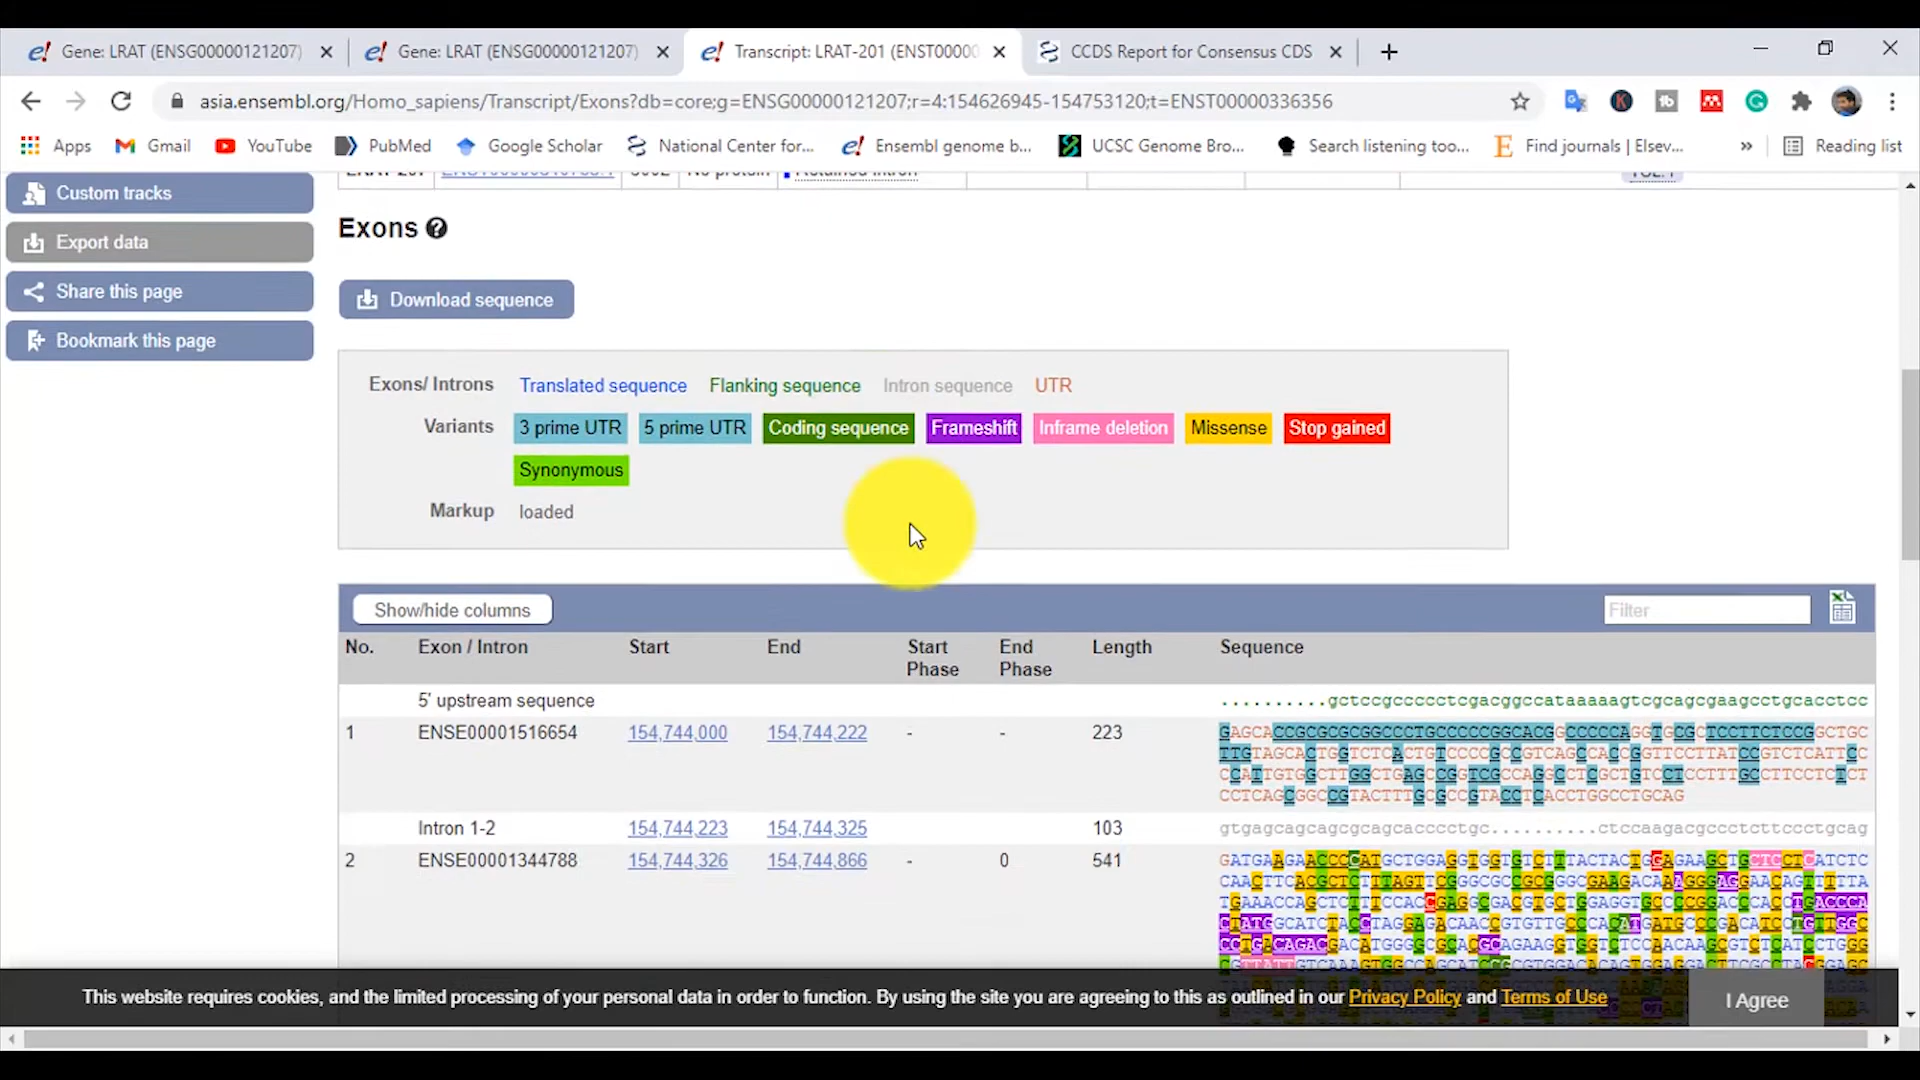 Gene: LRAT (ENSG00000121207)
Gene: LRAT (ENSG00000121207)
Transcript: LRAT-201 (ENST0000
CCDS Report for Consensus CDS
asia.ensembl.org/Homo_sapiens/Transcript/Exons?db=core;g=ENSG00000121207;r=4:154626945-154753120;t=ENST00000336356
Apps
Gmail
YouTube
PubMed
Google Scholar
National Center for...
Ensembl genome b...
UCSC Genome Bro...
Search listening too...
Find journals | Elsev...
Reading list
Custom tracks
Export data
Share this page
Bookmark this page
Exons
Download sequence
Exons/ Introns Translated sequence Flanking sequence Intron sequence UTR
Variants 3 prime UTR 5 prime UTR Coding sequence Frameshift Inframe deletion Missense Stop gained
Synonymous
Markup loaded
Show/hide columns
Filter
No. Exon / Intron Start End Start Phase End Phase Length Sequence
5' upstream sequence ..........gctccgccccctcgacggccataaaaagtcgcagcgaagcctgcacctcc
1 ENSE00001516654 154,744,000 154,744,222 - - 223
Intron 1-2 154,744,223 154,744,325 103 gtgagcagcagcgcagcacccctgc..........ctccaagacgccctcttccctgcag
2 ENSE00001344788 154,744,326 154,744,866 - 0 541
This website requires cookies, and the limited processing of your personal data in order to function. By using the site you are agreeing to this as outlined in our Privacy Policy and Terms of Use
I Agree